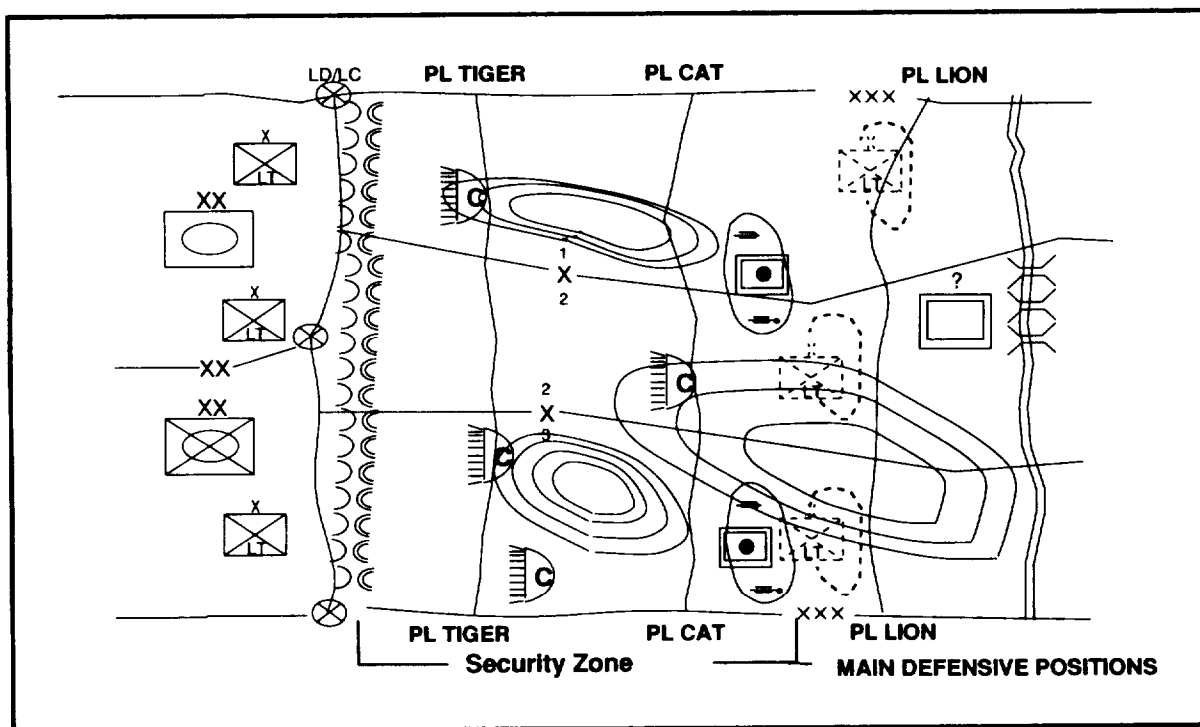 LD/LC PL TIGER PL CAT PL LION
XXX
X
LT
LT
XX
C
1
X
2
?
X
LT
XX
C
LT
2
X
3
XX
C
X
LT
LT
C
XXX
PL TIGER PL CAT PL LION
Security Zone MAIN DEFENSIVE POSITIONS